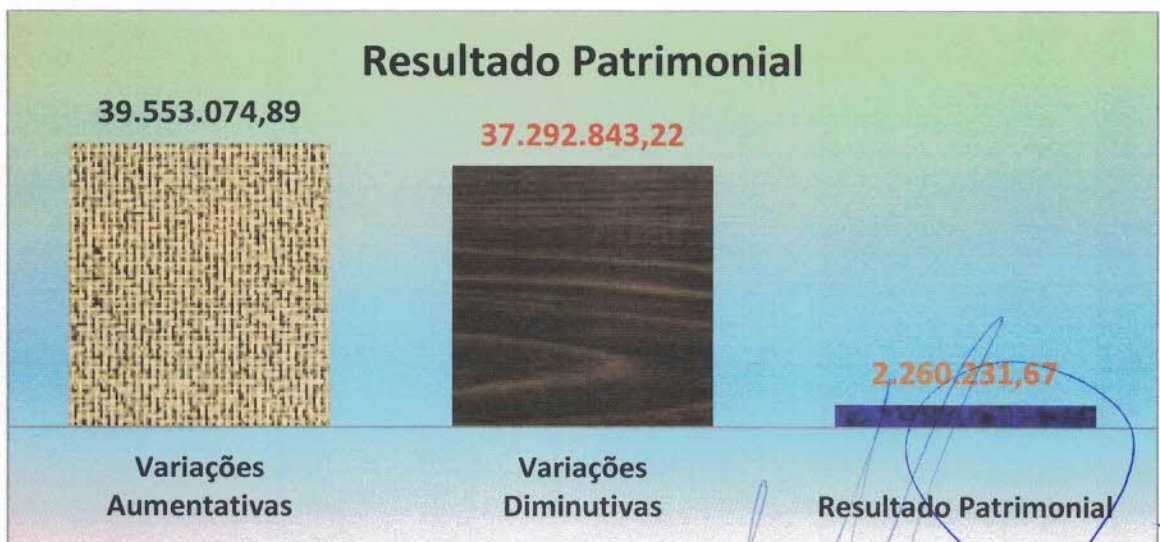 Resultado Patrimonial
39.553.074,89
37.292.843,22
2.260.231,67
Variações
Aumentativas
Variações
Diminutivas
Resultado Patrimonial